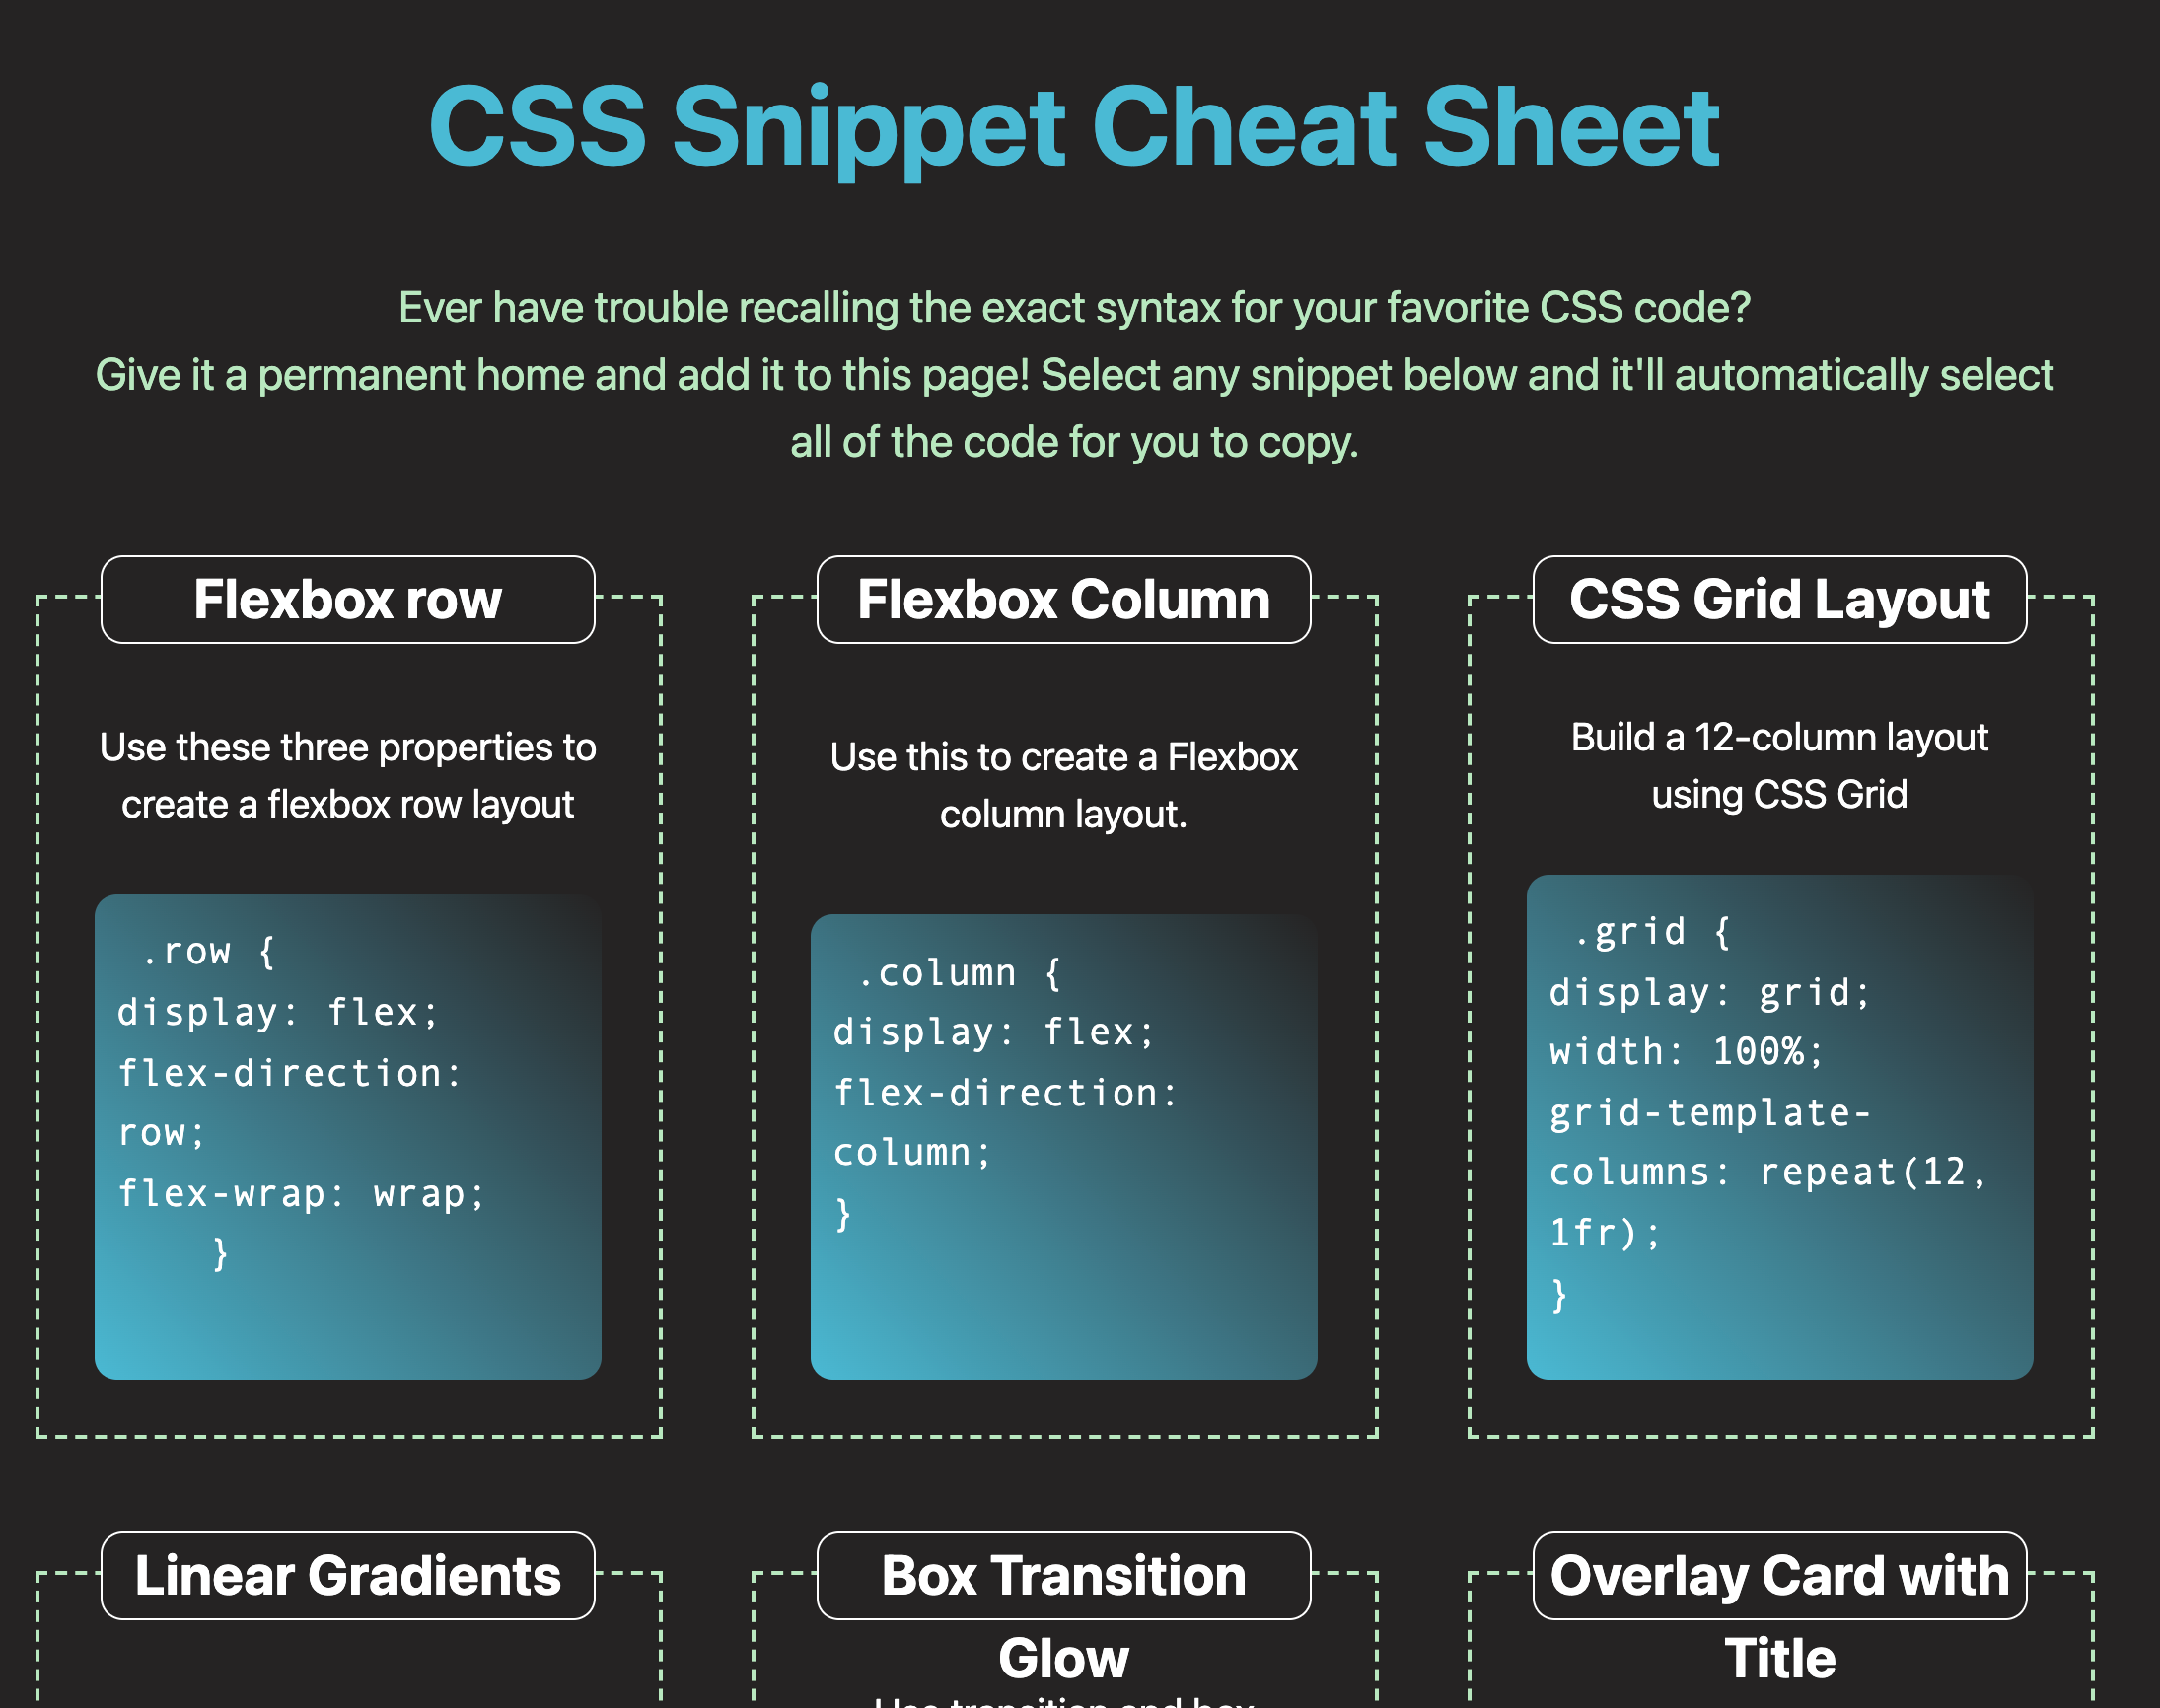 CSS Snippet Cheat Sheet
Ever have trouble recalling the exact syntax for your favorite CSS code?
Give it a permanent home and add it to this page! Select any snippet below and it'll automatically select
all of the code for you to copy.
Flexbox row
Use these three properties to
create a flexbox row layout
.row {
display: flex;
flex-direction:
row;
flex-wrap: wrap;
}
Flexbox Column
Use this to create a Flexbox
column layout.
.column {
display: flex;
flex-direction:
column;
}
CSS Grid Layout
Build a 12-column layout
using CSS Grid
.grid {
display: grid;
width: 100%;
grid-template-
columns: repeat(12,
1fr);
}
Linear Gradients
Box Transition
Glow
Use transition and box
Overlay Card with
Title